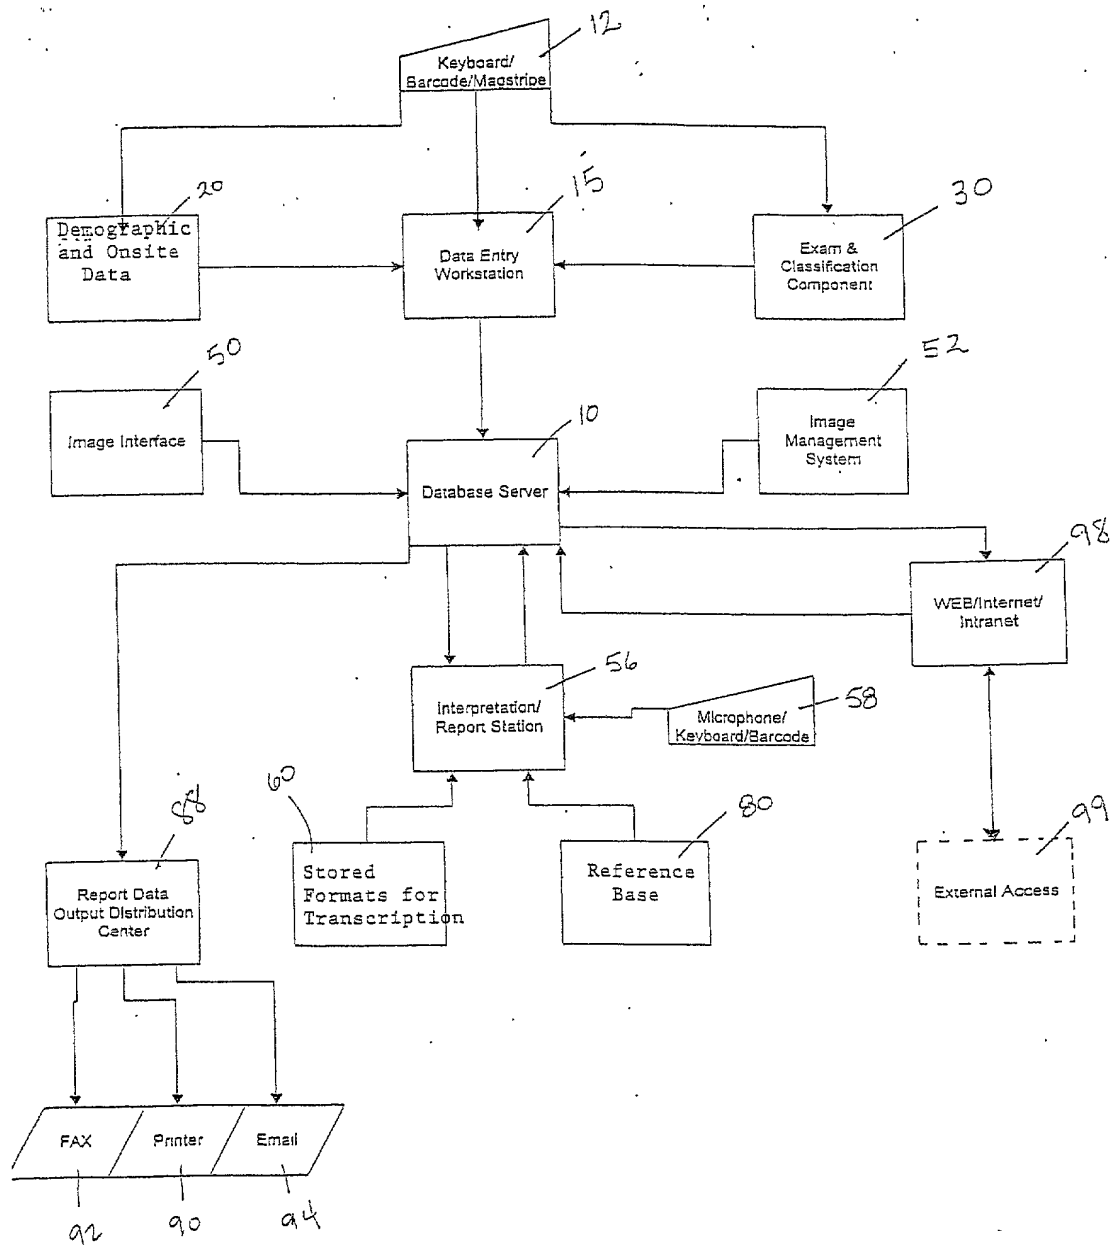 12
Keyboard/
Barcode/Magstripe
20
15
30
Demographic
and Onsite
Data
Data Entry
Workstation
Exam &
Classification
Component
50
52
Image Interface
10
Image
Management
System
Database Server
98
WEB/Internet/
Intranet
56
Interpretation/
Report Station
58
Microphone/
Keyboard/Barcode
60
80
99
88
Stored
Formats for
Transcription
Reference
Base
External Access
Report Data
Output Distribution
Center
FAX
Printer
Email
92
90
94